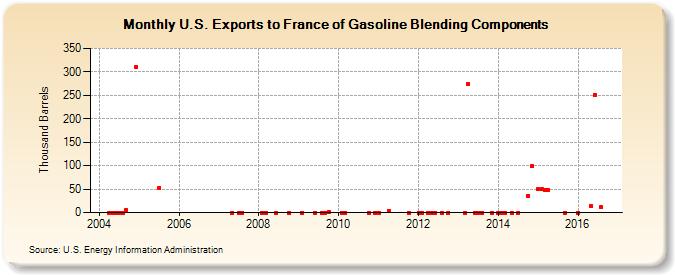 Monthly U.S. Exports to France of Gasoline Blending Components
Thousand Barrels
350
300
250
200
150
100
50
0
2004 2006 2008 2010 2012 2014 2016
Source: U.S. Energy Information Administration